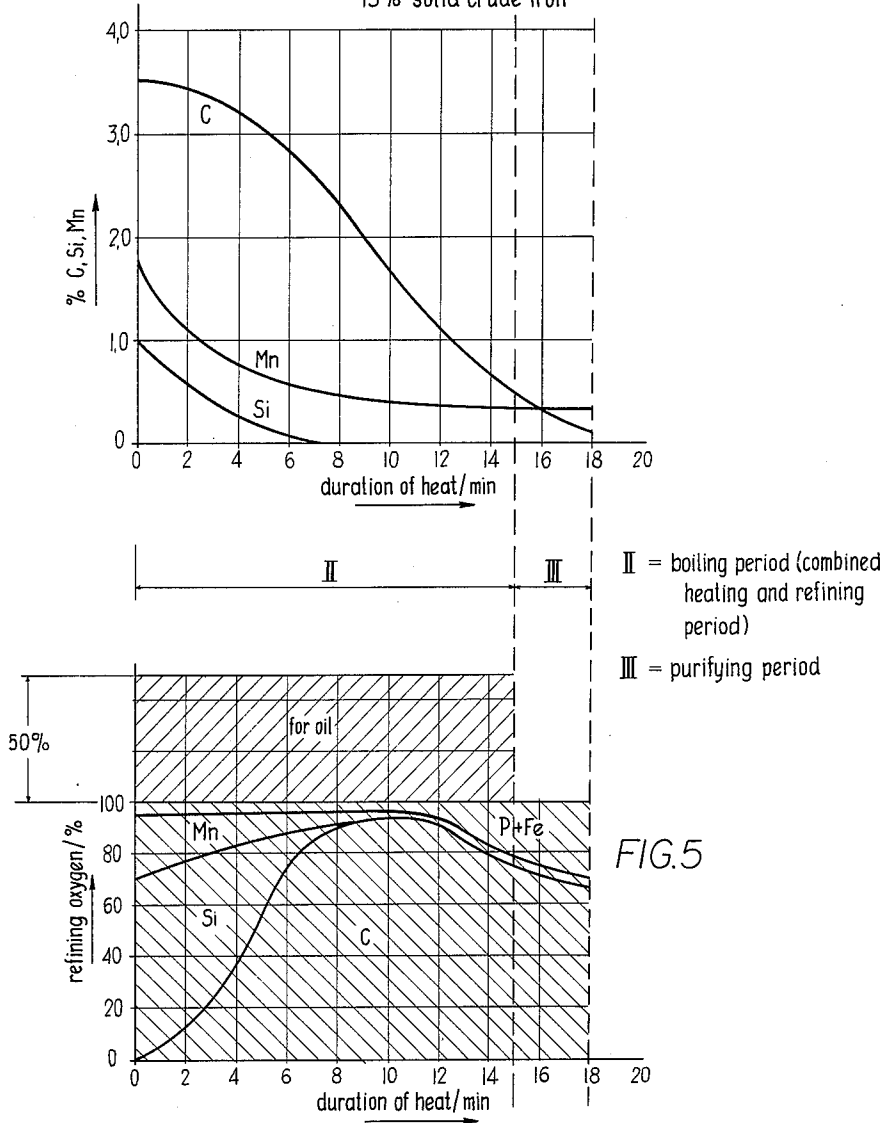 15% solid crude iron
4,0
3,0
2,0
1,0
0
% C, Si, Mn
C
Mn
Si
0 2 4 6 8 10 12 14 16 18 20
duration of heat/min
II III
II = boiling period (combined
heating and refining
period)
III = purifying period
50%
for oil
100
80
60
40
20
0
refining oxygen/%
Mn
P+Fe
Si
C
FIG.5
0 2 4 6 8 10 12 14 16 18 20
duration of heat/min